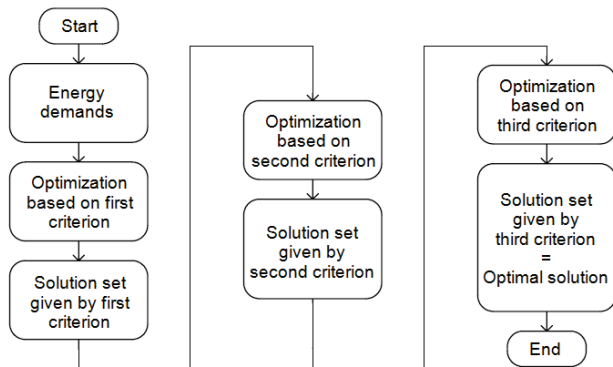 Start
Energy
demands
Optimization
based on first
criterion
Solution set
given by first
criterion
Optimization
based on
second criterion
Solution set
given by
second criterion
Optimization
based on
third criterion
Solution set
given by
third criterion
=
Optimal solution
End